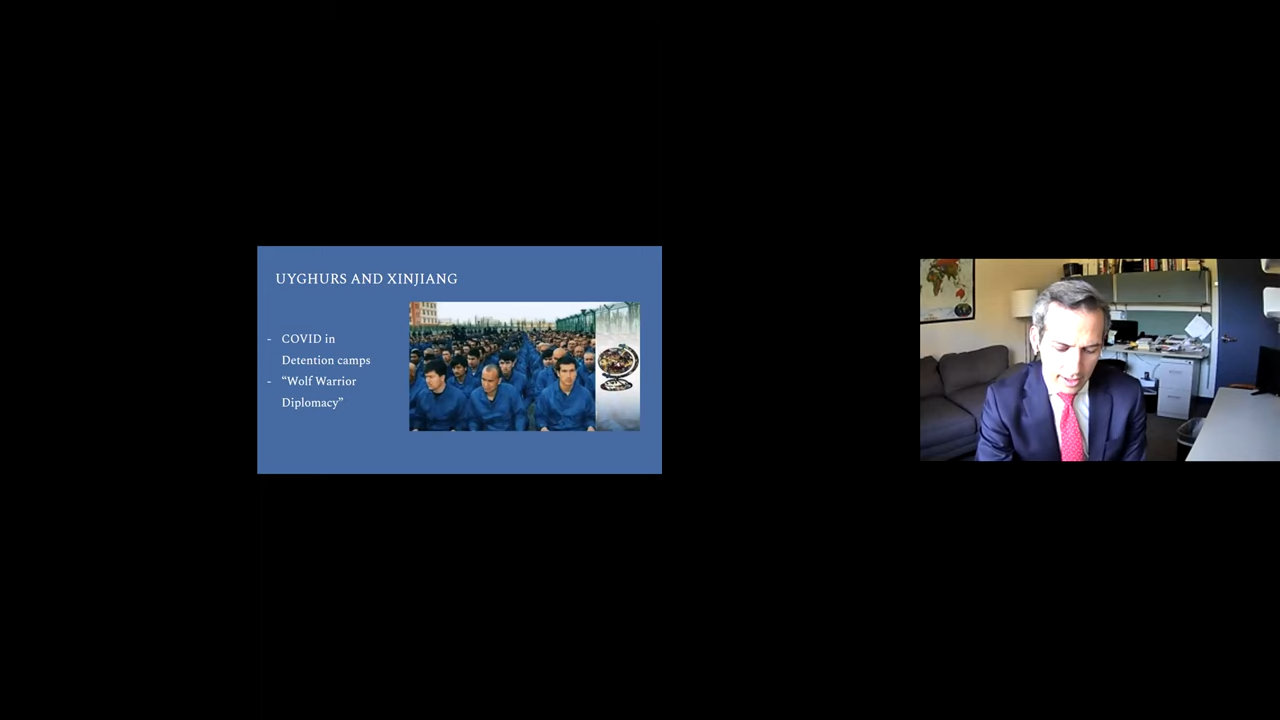 UYGHURS AND XINJIANG
- COVID in
Detention camps
- “Wolf Warrior
Diplomacy”